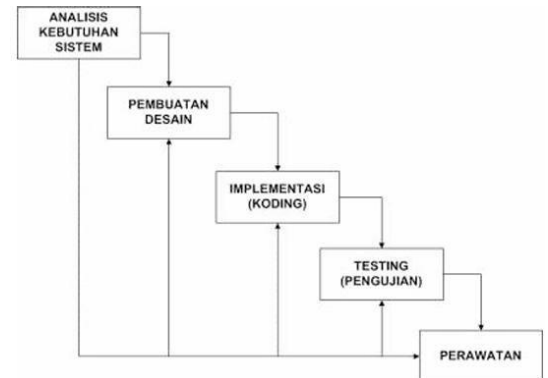 ANALISIS
KEBUTUHAN
SISTEM
PEMBUATAN
DESAIN
IMPLEMENTASI
(KODING)
TESTING
(PENGUJIAN)
PERAWATAN